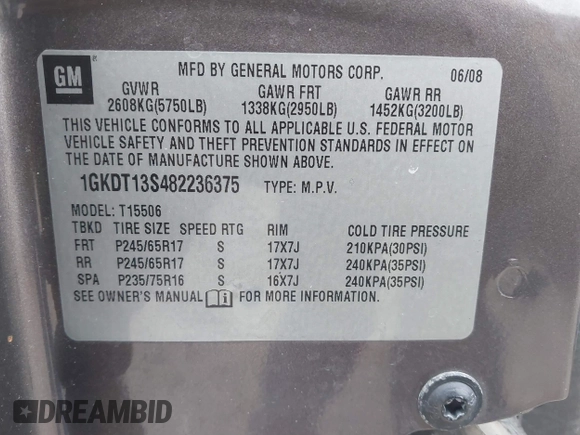 GM
MFD BY GENERAL MOTORS CORP. 06/08
GVWR GAWR FRT GAWR RR
2608KG(5750LB) 1338KG(2950LB) 1452KG(3200LB)
THIS VEHICLE CONFORMS TO ALL APPLICABLE U.S. FEDERAL MOTOR
VEHICLE SAFETY AND THEFT PREVENTION STANDARDS IN EFFECT ON
THE DATE OF MANUFACTURE SHOWN ABOVE.
1GKDT13S482236375 TYPE: M.P.V.
MODEL: T15506
TBKD TIRE SIZE SPEED RTG RIM COLD TIRE PRESSURE
FRT P245/65R17 S 17X7J 210KPA(30PSI)
RR P245/65R17 S 17X7J 240KPA(35PSI)
SPA P235/75R16 S 16X7J 240KPA(35PSI)
SEE OWNER'S MANUAL FOR MORE INFORMATION.
DREAMBID